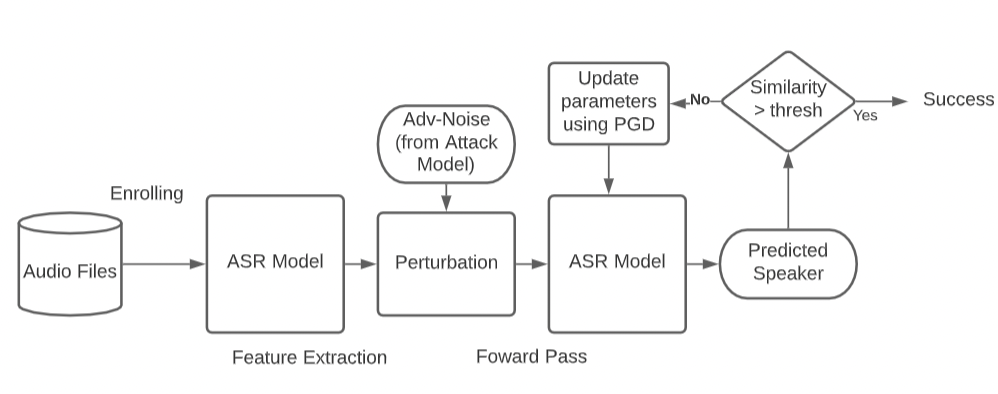 Update
parameters
using PGD
No
Similarity
> thresh
Yes
Success
Adv-Noise
(from Attack
Model)
Enrolling
Audio Files
ASR Model
Perturbation
ASR Model
Predicted
Speaker
Feature Extraction
Foward Pass